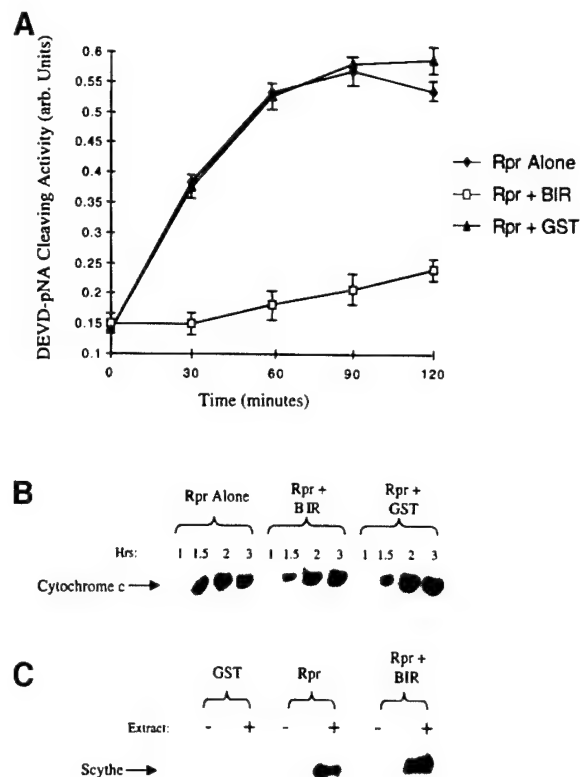 A
DEVD-pNA Cleaving Activity (arb. Units)
0.6
0.55
0.5
0.45
0.4
0.35
0.3
0.25
0.2
0.15
0.1
0 30 60 90 120
Time (minutes)
Rpr Alone
Rpr + BIR
Rpr + GST
B
Rpr Alone
Rpr +
BIR
Rpr +
GST
Hrs: 1 1.5 2 3 1 1.5 2 3 1 1.5 2 3
Cytochrome c
C
GST
Rpr
Rpr +
BIR
Extract: - + - + - +
Scythe